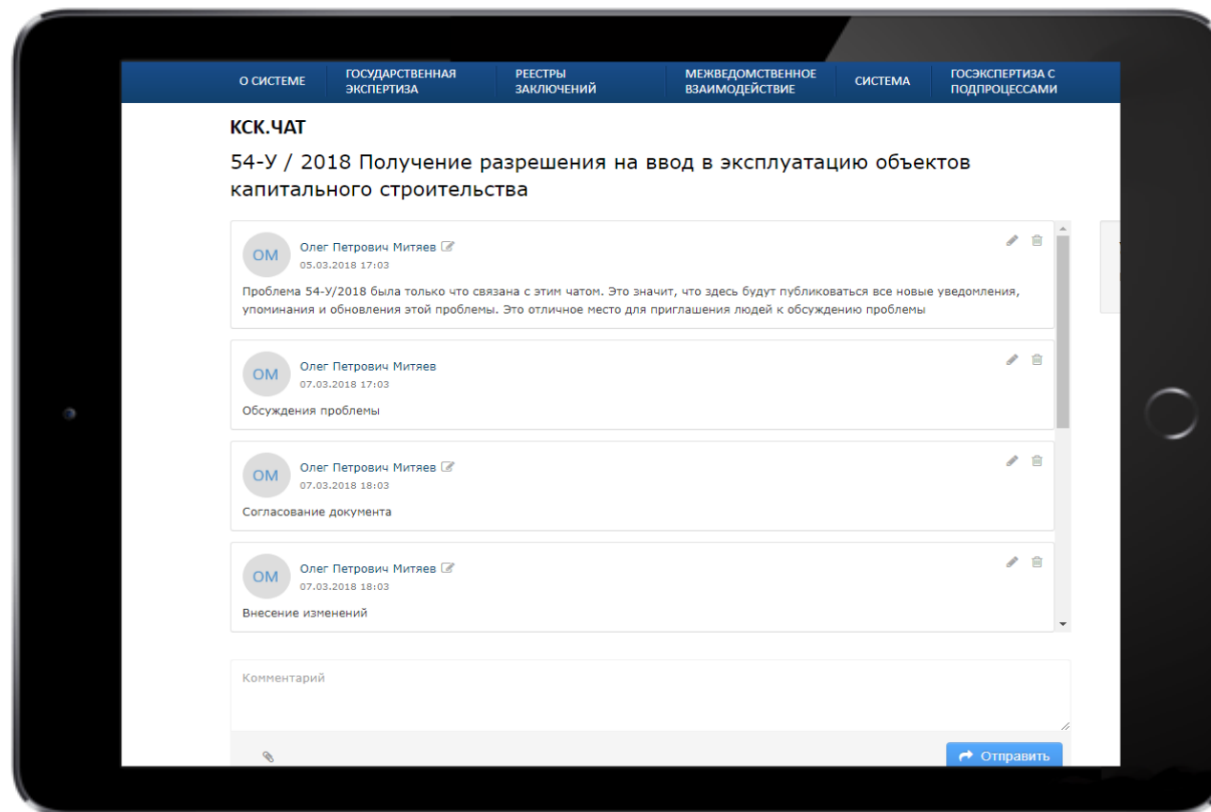 О СИСТЕМЕ
ГОСУДАРСТВЕННАЯ
ЭКСПЕРТИЗА
РЕЕСТРЫ
ЗАКЛЮЧЕНИЙ
МЕЖВЕДОМСТВЕННОЕ
ВЗАИМОДЕЙСТВИЕ
СИСТЕМА
ГОСЭКСПЕРТИЗА С
ПОДПРОЦЕССАМИ
КСК.ЧАТ
54-У / 2018 Получение разрешения на ввод в эксплуатацию объектов
капитального строительства
ОМ
Олег Петрович Митяев
05.03.2018 17:03
Проблема 54-У/2018 была только что связана с этим чатом. Это значит, что здесь будут публиковаться все новые уведомления,
упоминания и обновления этой проблемы. Это отличное место для приглашения людей к обсуждению проблемы
ОМ
Олег Петрович Митяев
07.03.2018 17:03
Обсуждения проблемы
ОМ
Олег Петрович Митяев
07.03.2018 18:03
Согласование документа
ОМ
Олег Петрович Митяев
07.03.2018 18:03
Внесение изменений
Комментарий
Отправить